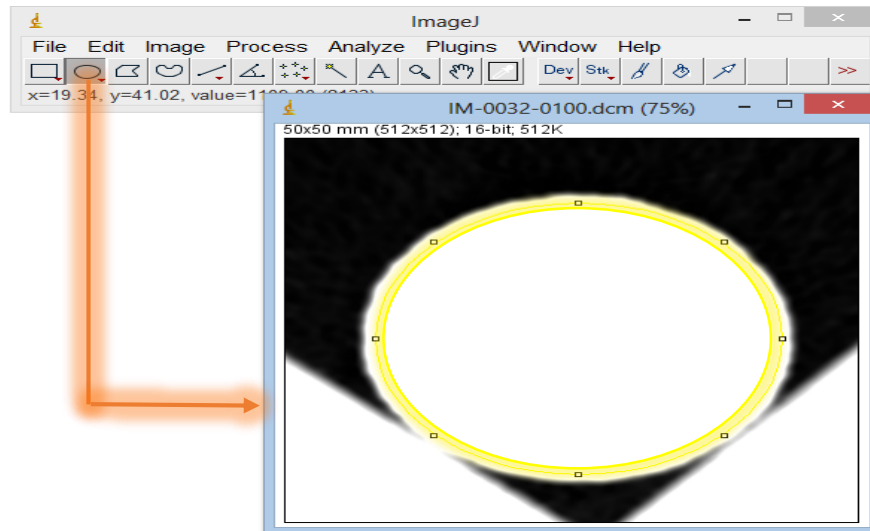 ImageJ
File Edit Image Process Analyze Plugins Window Help
A Dev Stk >>
x=19.34, y=41.02, value=
IM-0032-0100.dcm (75%)
50x50 mm (512x512); 16-bit; 512K